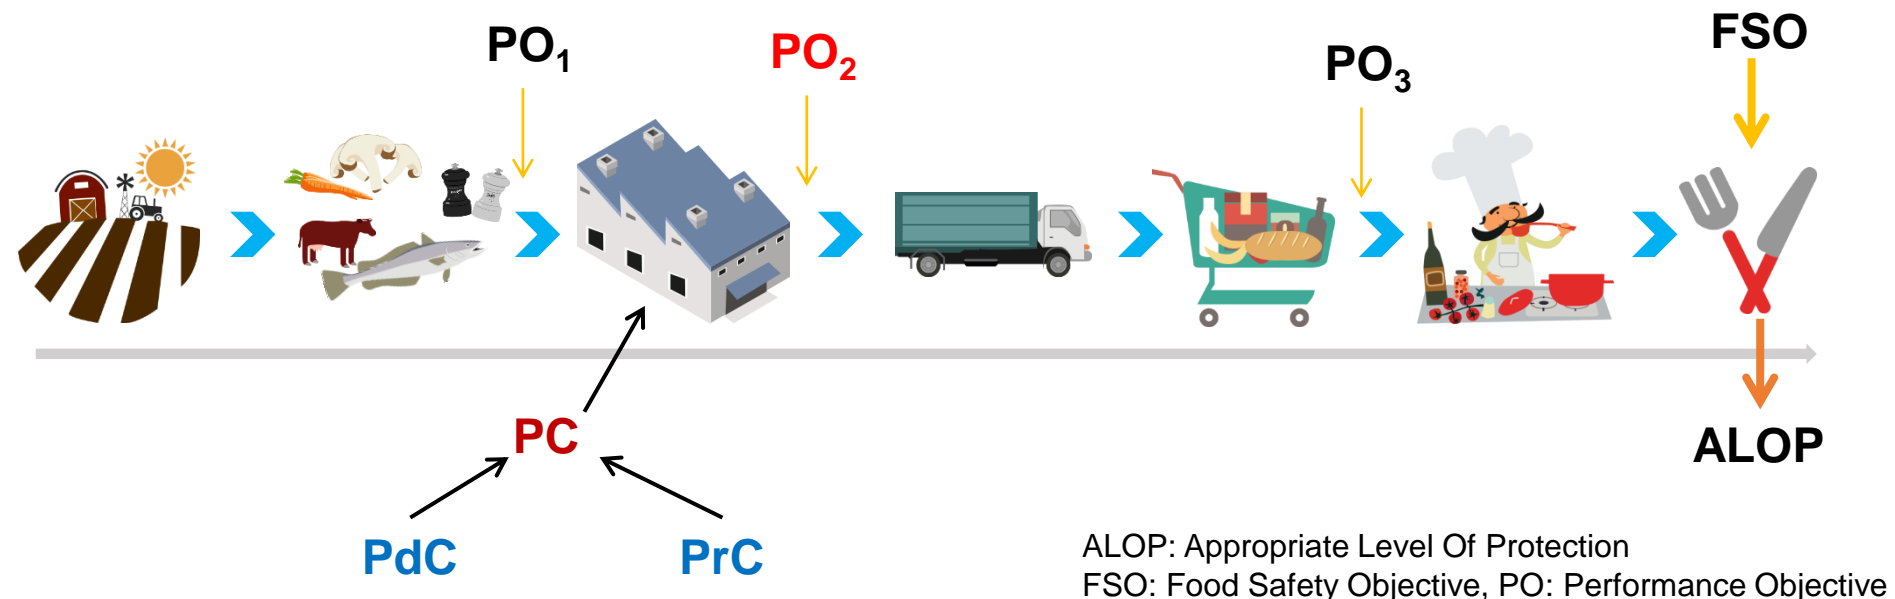 PO1
PO2
PO3
FSO
PC
ALOP
PdC
PrC
ALOP: Appropriate Level Of Protection
FSO: Food Safety Objective, PO: Performance Objective